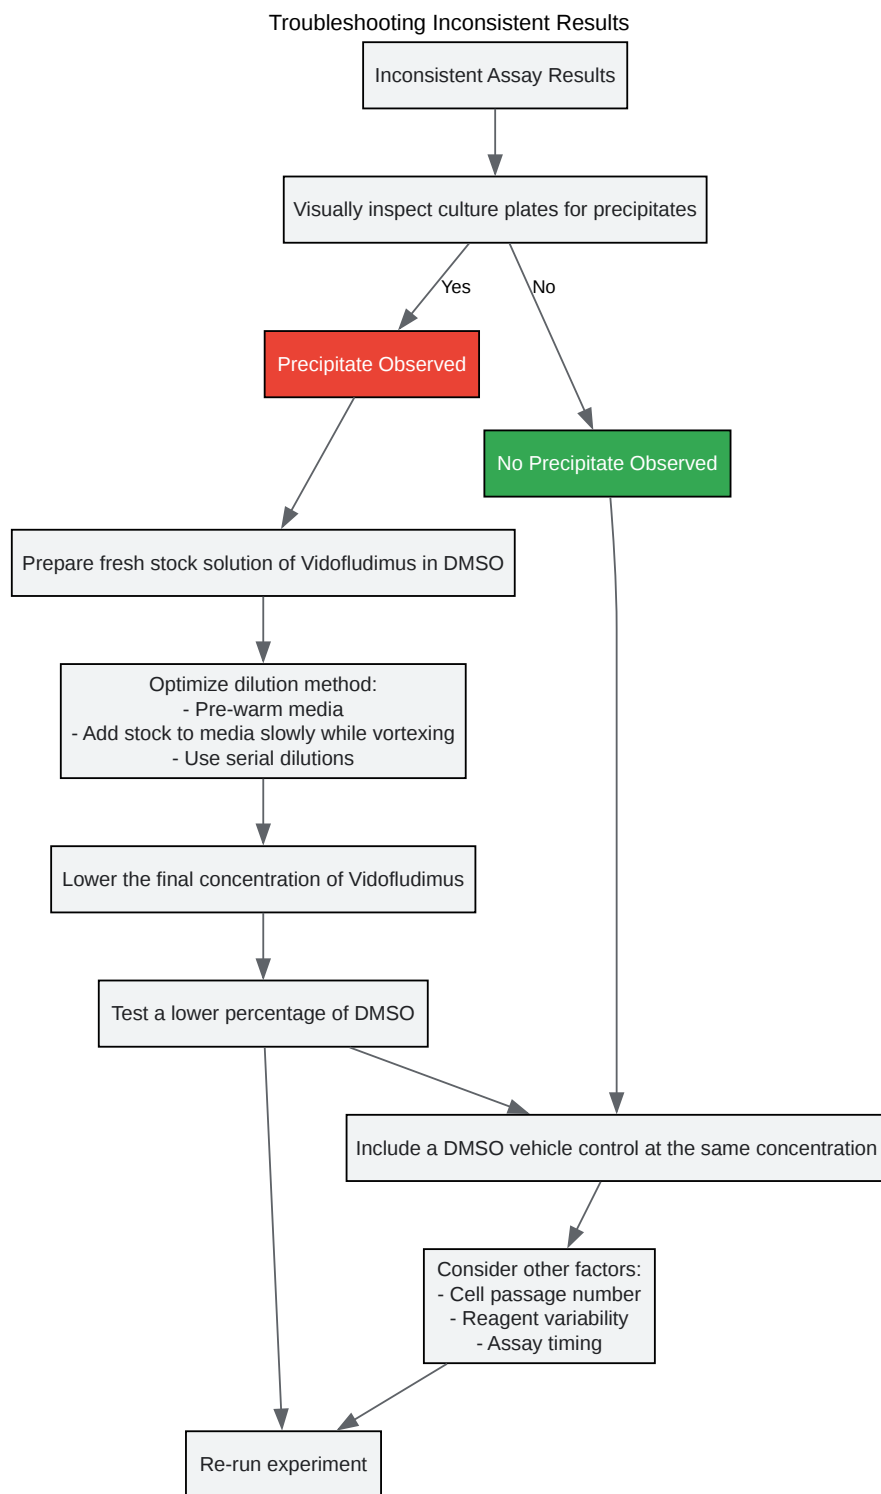 Troubleshooting Inconsistent Results
Inconsistent Assay Results
Visually inspect culture plates for precipitates
Yes
No
Precipitate Observed
No Precipitate Observed
Prepare fresh stock solution of Vidofludimus in DMSO
Optimize dilution method:
- Pre-warm media
- Add stock to media slowly while vortexing
- Use serial dilutions
Lower the final concentration of Vidofludimus
Test a lower percentage of DMSO
Include a DMSO vehicle control at the same concentration
Consider other factors:
- Cell passage number
- Reagent variability
- Assay timing
Re-run experiment